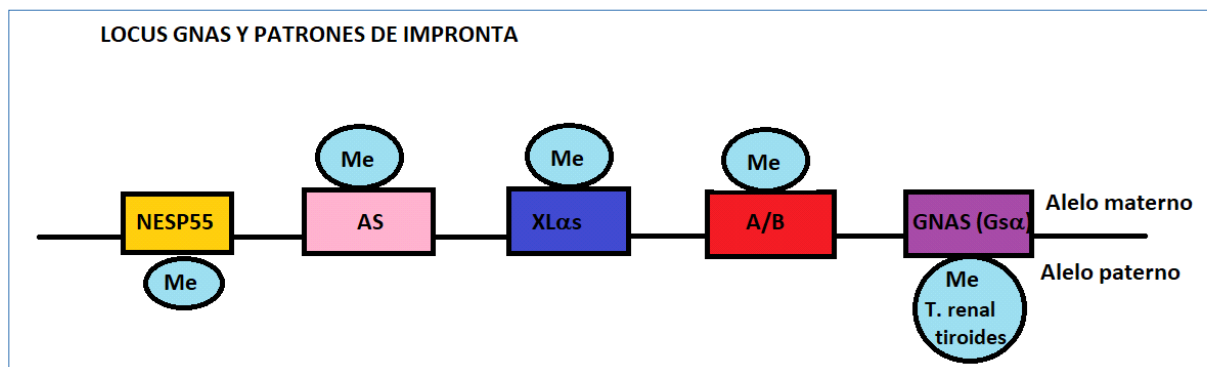 LOCUS GNAS Y PATRONES DE IMPRONTA
Me
Me
Me
NESP55
AS
XLαs
A/B
GNAS (Gsα)
Alelo materno
Alelo paterno
Me
Me
T. renal
tiroides